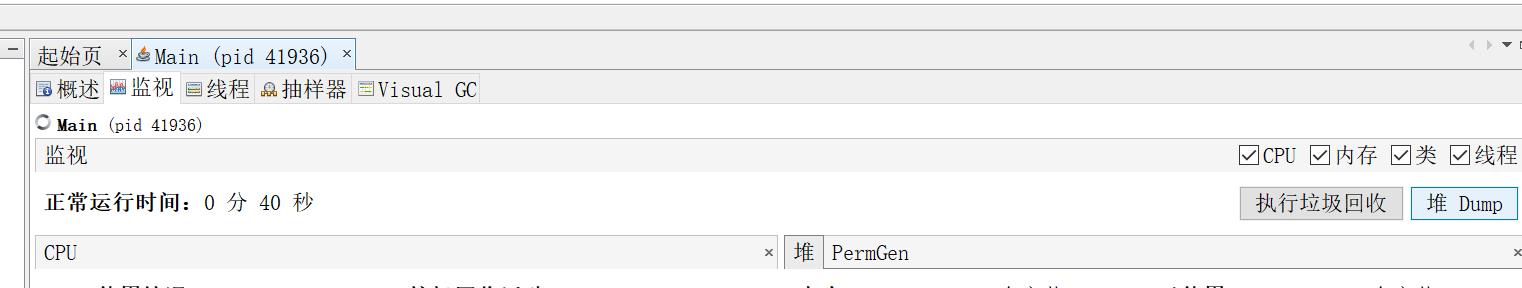 起始页 Main (pid 41936)
概述 监视 线程 抽样器 Visual GC
Main (pid 41936)
监视 CPU 内存 类 线程
正常运行时间：0 分 40 秒 执行垃圾回收 堆 Dump
CPU 堆 PermGen